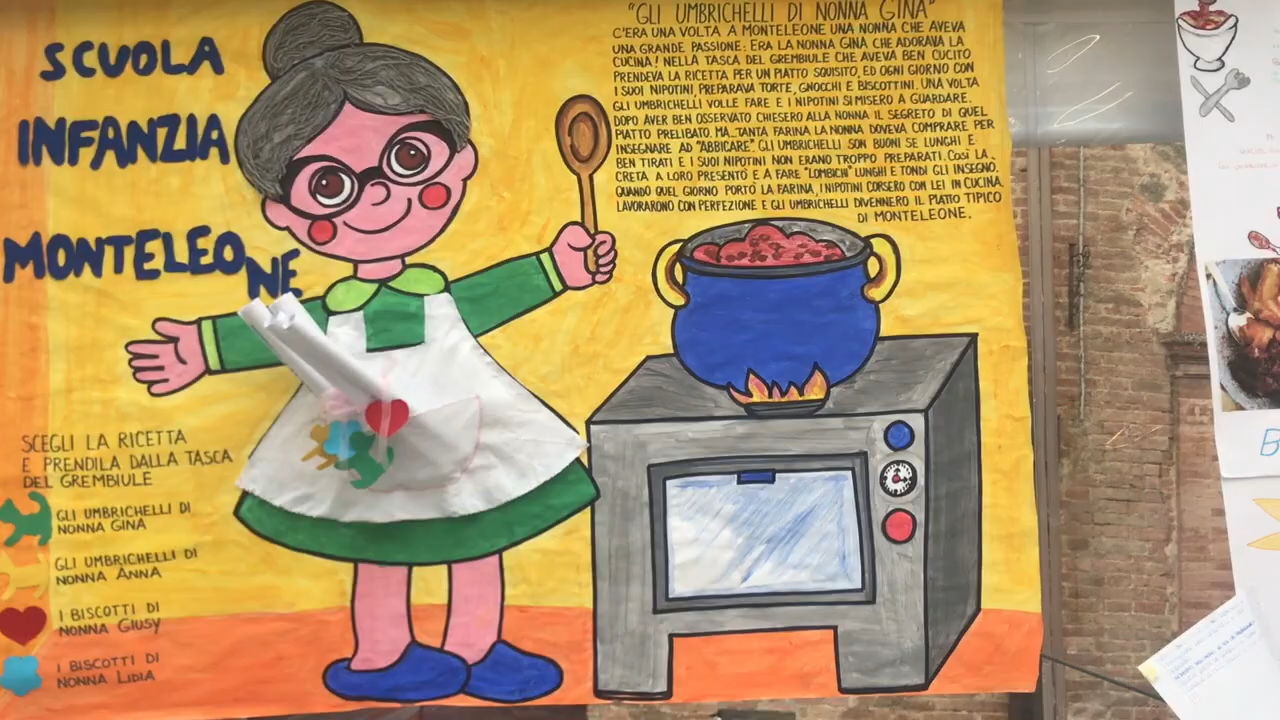 SCUOLA
INFANZIA
MONTELEONE
"GLI UMBRICHELLI DI NONNA GINA"
C'ERA UNA VOLTA A MONTELEONE UNA NONNA CHE AVEVA
UNA GRANDE PASSIONE: ERA LA NONNA GINA CHE ADORAVA LA
CUCINA! NELLA TASCA DEL GREMBIULE CHE AVEVA BEN CUCITO
PRENDEVA LA RICETTA PER UN PIATTO SQUISITO, ED OGNI GIORNO CON
I SUOI NIPOTINI, PREPARAVA TORTE, GNOCCHI E BISCOTTINI. UNA VOLTA
GLI UMBRICHELLI VOLLE FARE E I NIPOTINI SI MISERO A GUARDARE.
DOPO AVER BEN OSSERVATO CHIESERO ALLA NONNA IL SEGRETO DI QUEL
PIATTO PRELIBATO. MA...TANTA FARINA LA NONNA DOVEVA COMPRARE PER
INSEGNARE AD "ABBICARE". GLI UMBRICHELLI SON BUONI SE LUNGHI E
BEN TIRATI E I SUOI NIPOTINI NON ERANO TROPPO PREPARATI. COSÌ LA
CRETA A LORO PRESENTÒ E A FARE "LOMBICHI" LUNGHI E TONDI GLI INSEGNÒ.
QUANDO QUEL GIORNO PORTÒ LA FARINA, I NIPOTINI CORSERO CON LEI IN CUCINA.
LAVORARONO CON PERFEZIONE E GLI UMBRICHELLI DIVENNERO IL PIATTO TIPICO
DI MONTELEONE.
SCEGLI LA RICETTA
E PRENDILA DALLA TASCA
DEL GREMBIULE
GLI UMBRICHELLI DI
NONNA GINA
GLI UMBRICHELLI DI
NONNA ANNA
I BISCOTTI DI
NONNA GIUSY
I BISCOTTI DI
NONNA LIDIA
B